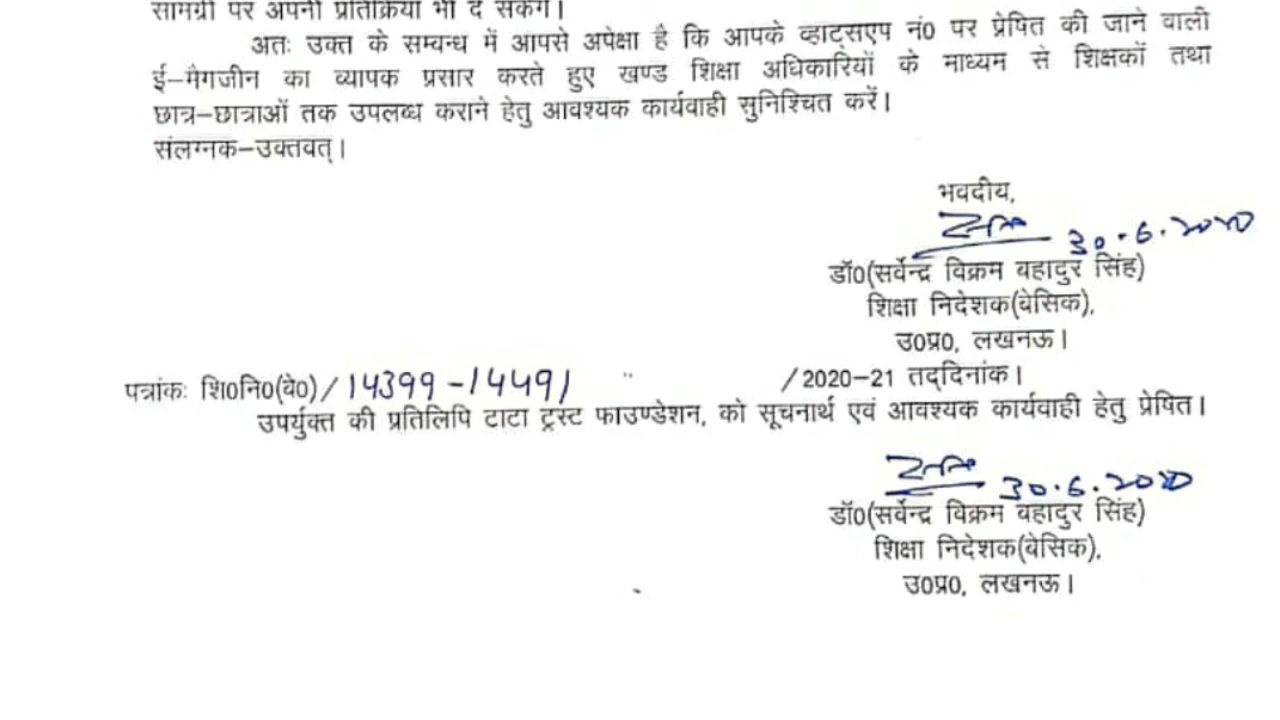 सामग्री पर अपनी प्रतिक्रिया भी दे सकेंगे।
अतः उक्त के सम्बन्ध में आपसे अपेक्षा है कि आपके व्हाट्सएप नं0 पर प्रेषित की जाने वाली
ई–मैगजीन का व्यापक प्रसार करते हुए खण्ड शिक्षा अधिकारियों के माध्यम से शिक्षकों तथा
छात्र–छात्राओं तक उपलब्ध कराने हेतु आवश्यक कार्यवाही सुनिश्चित करें।
संलग्नक–उक्तवत्।
भवदीय,
30.6.2020
डॉ0(सर्वेन्द्र विक्रम बहादुर सिंह)
शिक्षा निदेशक(बेसिक),
उ0प्र0, लखनऊ।
पत्रांकः शि0नि0(बे0)/14399-14491 /2020–21 तद्दिनांक।
उपर्युक्त की प्रतिलिपि टाटा ट्रस्ट फाउण्डेशन, को सूचनार्थ एवं आवश्यक कार्यवाही हेतु प्रेषित।
30.6.2020
डॉ0(सर्वेन्द्र विक्रम बहादुर सिंह)
शिक्षा निदेशक(बेसिक),
उ0प्र0, लखनऊ।